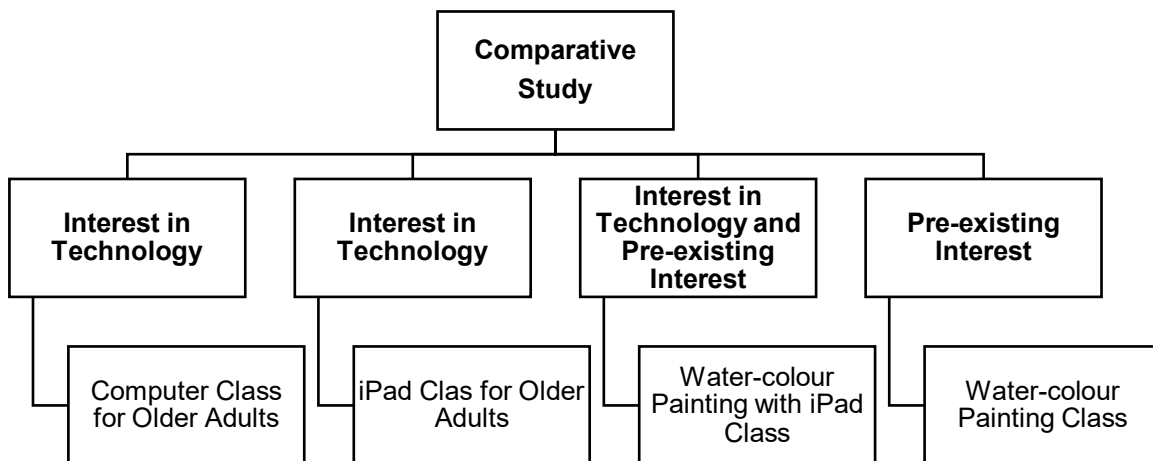 Comparative
Study
Interest in
Technology
Interest in
Technology
Interest in
Technology and
Pre-existing
Interest
Pre-existing
Interest
Computer Class
for Older Adults
iPad Clas for Older
Adults
Water-colour
Painting with iPad
Class
Water-colour
Painting Class